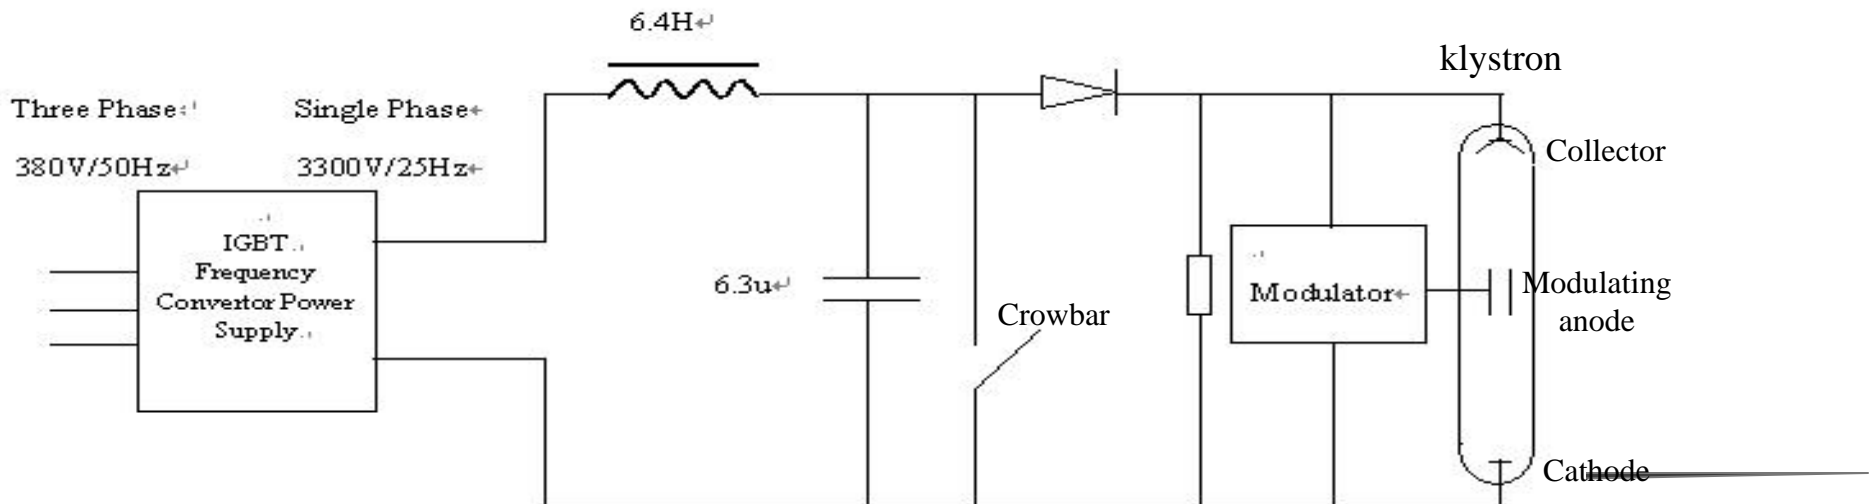 6.4H↵
klystron
Three Phase↵
Single Phase↵
380V/50Hz↵
3300V/25Hz↵
Collector
IGBT
Frequency
Convertor Power
Supply
6.3u↵
Crowbar
Modulator↵
Modulating
anode
Cathode